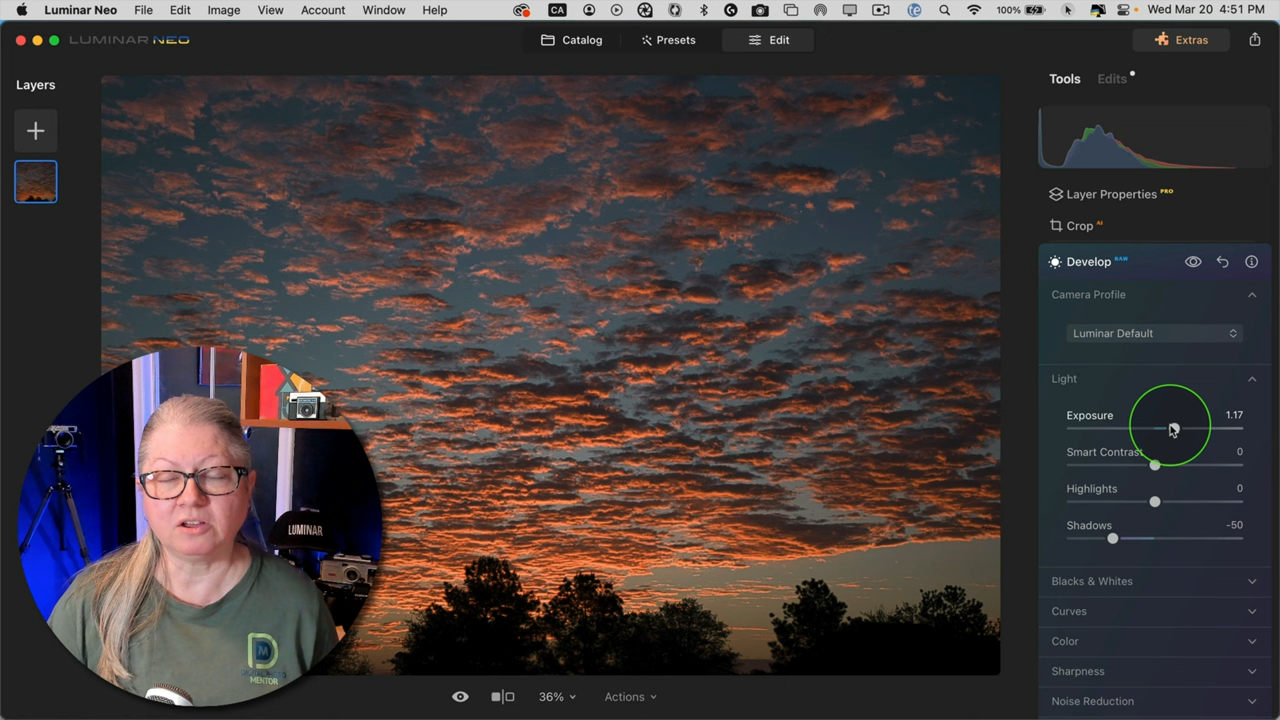 Luminar Neo File Edit Image View Account Window Help CA 100% Wed Mar 20 4:51 PM
LUMINAR NEO Catalog Presets Edit Extras
Layers
Tools Edits
Layer Properties PRO
Crop AI
Develop RAW
Camera Profile
Luminar Default
Light
Exposure 1.17
Smart Contrast 0
Highlights 0
Shadows -50
Blacks & Whites
Curves
Color
Sharpness
Noise Reduction
36% Actions
LUMINAR
MENTOR